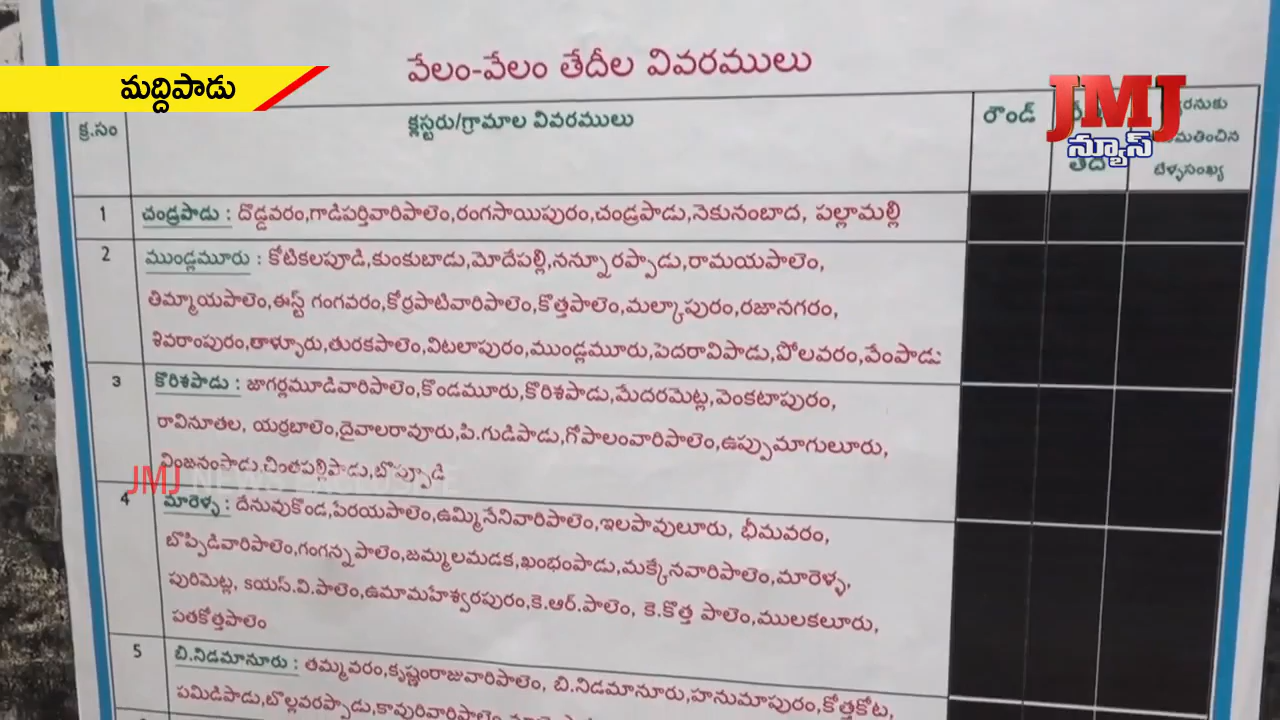 వేలం-వేలం తేదీల వివరములు
మద్దిపాడు
JMJ
న్యూస్
క్ర.సం
క్లస్టరు/గ్రామాల వివరములు
రౌండ్
తేదీ
బేళ్ళసంఖ్య
1 చండ్రపాడు : దొడ్డవరం,గాడిపర్తివారిపాలెం,రంగసాయిపురం,చండ్రపాడు,నెకునంబాద, పల్లామల్లి
2 ముండ్లమూరు : కోటికలపూడి,కుంకుబాడు,మోదేపల్లి,నన్నూరప్పాడు,రామయపాలెం,
తిమ్మాయపాలెం,ఈస్ట్ గంగవరం,కోర్రపాటివారిపాలెం,కొత్తపాలెం,మల్కాపురం,రజానగరం,
శివరాంపురం,తాళ్ళూరు,తురకపాలెం,విటలాపురం,ముండ్లమూరు,పెదరావిపాడు,పోలవరం,వేంపాడు
3 కొరిశపాడు : జాగర్లమూడివారిపాలెం,కొండమూరు,కొరిశపాడు,మేదరమెట్ల,వెంకటాపురం,
రావినూతల, యర్రబాలెం,దైవాలరావూరు,పి.గుడిపాడు,గోపాలంవారిపాలెం,ఉప్పుమాగులూరు,
చింతపల్లిపాడు,బొప్పూడి
JMJ NEWS
4 మారెళ్ళ : దేనువుకొండ,పేరయపాలెం,ఉమ్మినేనివారిపాలెం,ఇలపావులూరు, భీమవరం,
బొప్పిడివారిపాలెం,గంగన్నపాలెం,జమ్మలమడక,ఖంభంపాడు,మక్కేనవారిపాలెం,మారెళ్ళ,
పురిమెట్ల, sయస్.వి.పాలెం,ఉమామహేశ్వరపురం,కె.ఆర్.పాలెం, కె.కొత్త పాలెం,ములకలూరు,
పతకోత్తపాలెం
5 బి.నిడమానూరు : తమ్మవరం,కృష్ణంరాజువారిపాలెం, బి.నిడమానూరు,హనుమాపురం,కోత్తకోట,
పమిడిపాడు,బొల్లవరప్పాడు,కావురివారిపాలెం